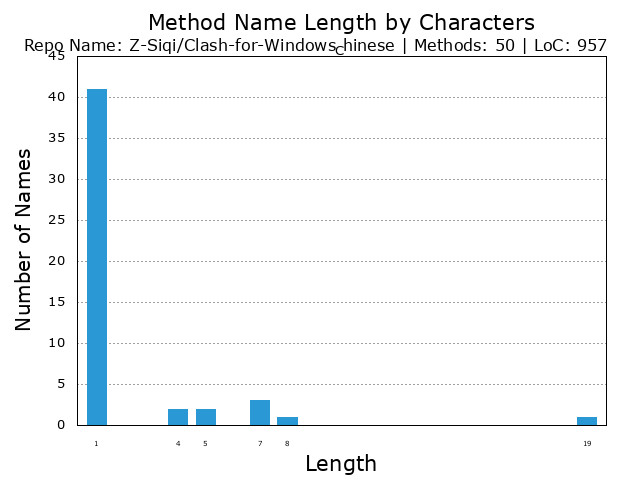 Method Name Length by Characters
Repo Name: Z-Siqi/Clash-for-Windowschinese | Methods: 50 | LoC: 957
45
40
35
30
25
20
15
10
5
0
Number of Names
1 4 5 7 8 19
Length